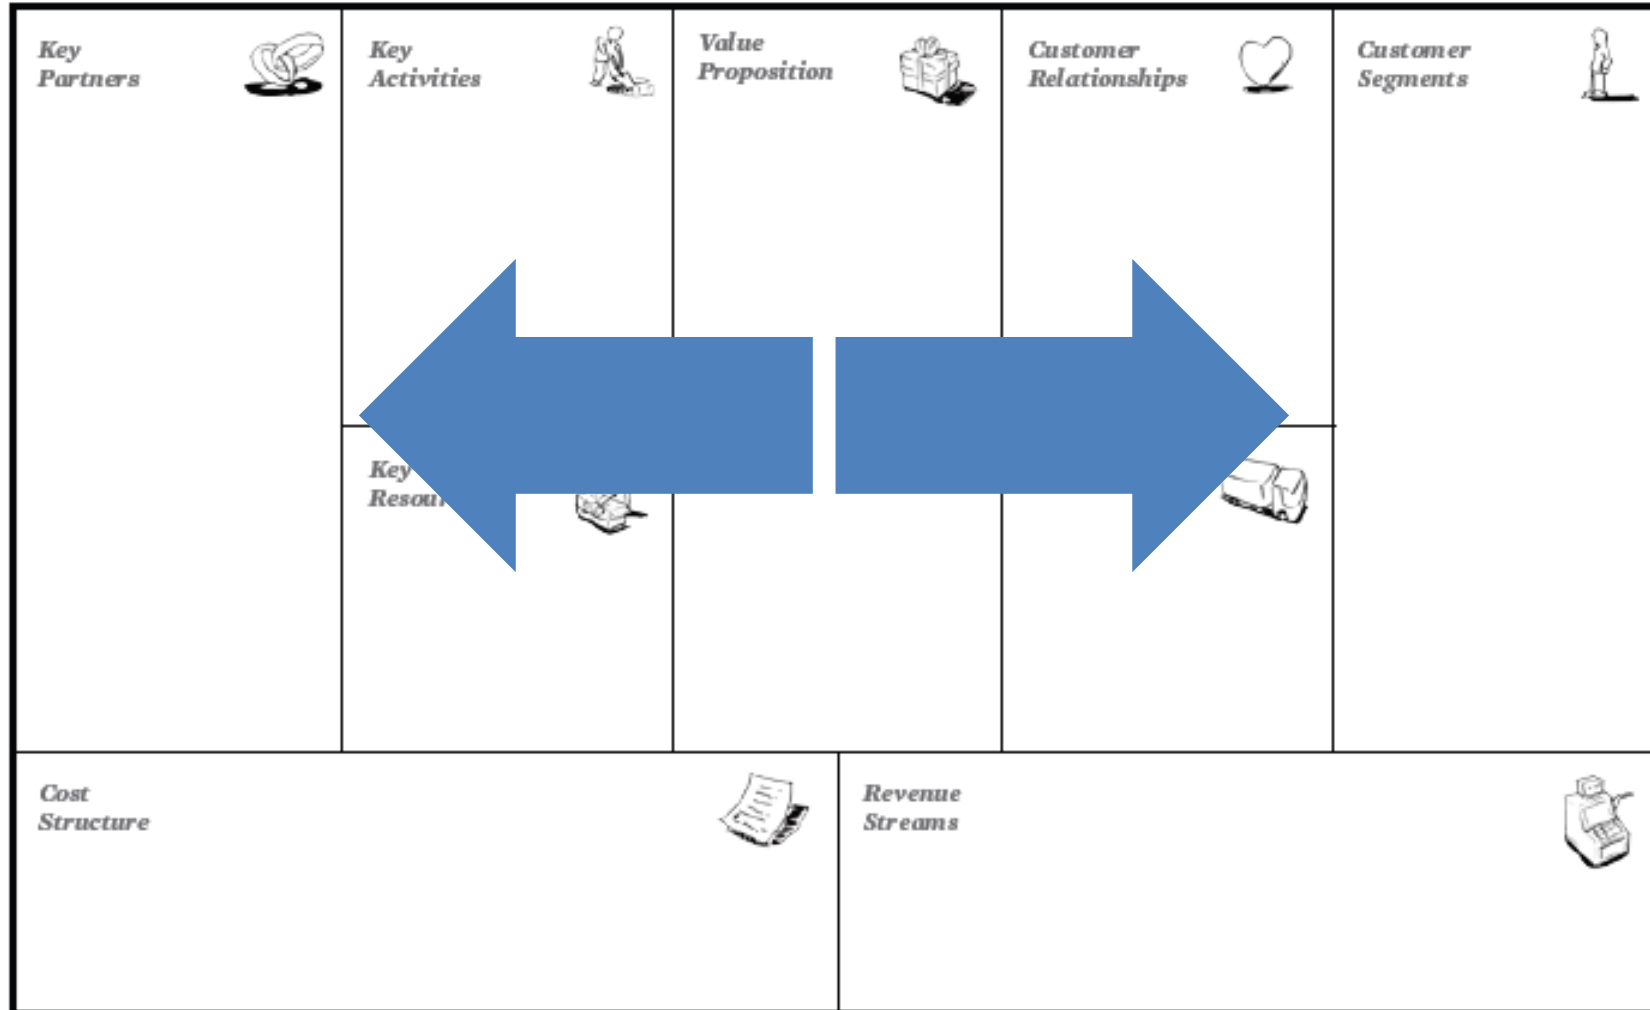 Key
Partners
Key
Activities
Value
Proposition
Customer
Relationships
Customer
Segments
Key
Cost
Structure
Revenue
Streams